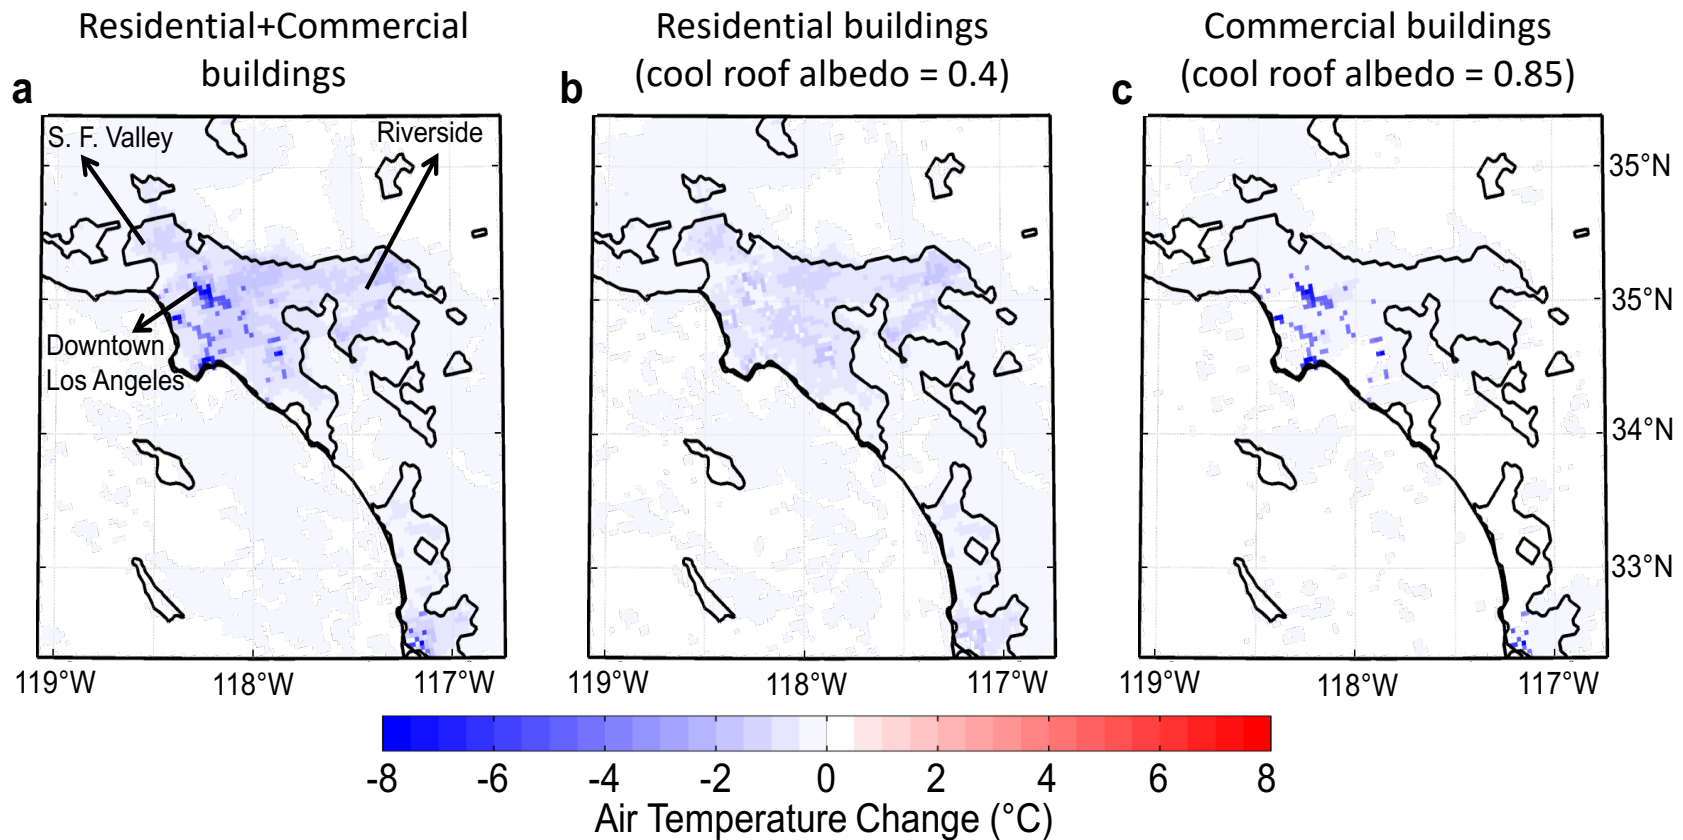 Residential+Commercial
buildings
Residential buildings
(cool roof albedo = 0.4)
Commercial buildings
(cool roof albedo = 0.85)
a
b
c
S. F. Valley
Riverside
Downtown
Los Angeles
35°N
35°N
34°N
33°N
119°W 118°W 117°W
119°W 118°W 117°W
119°W 118°W 117°W
-8 -6 -4 -2 0 2 4 6 8
Air Temperature Change (°C)